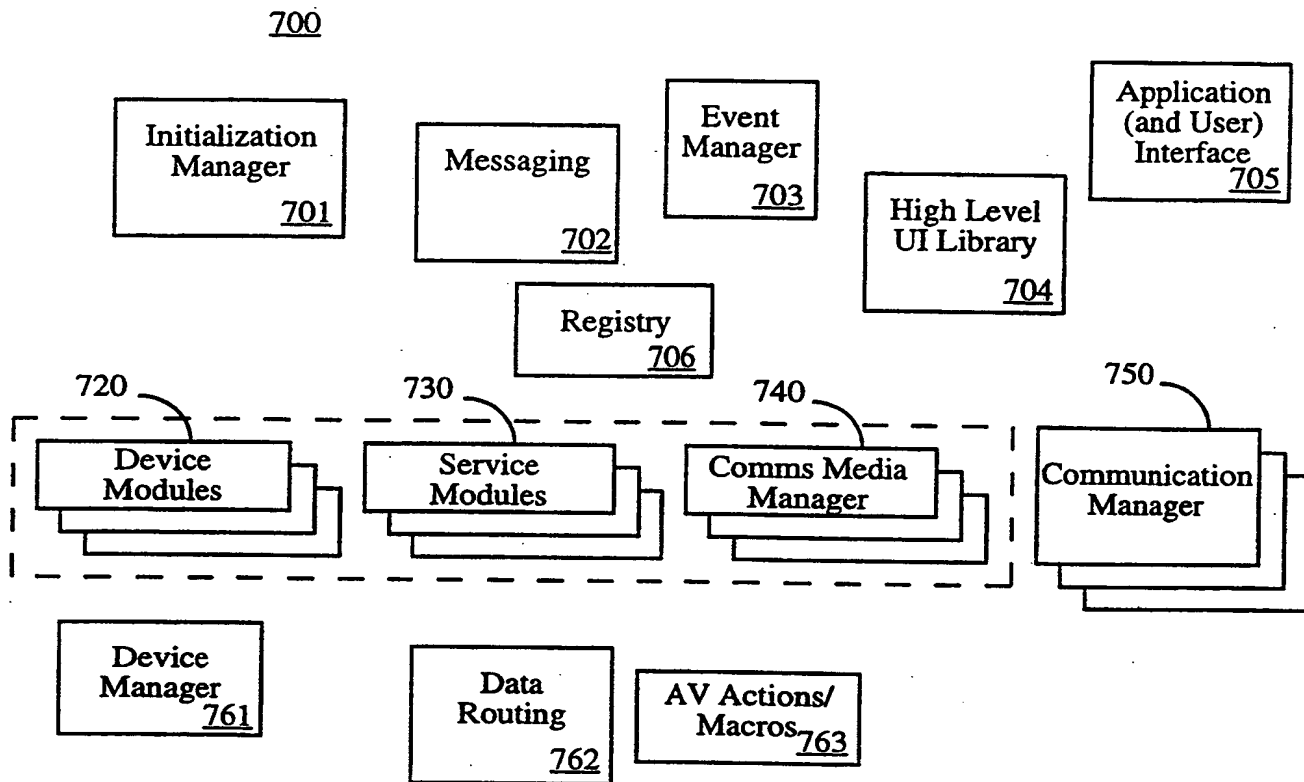 700
Initialization
Manager
701
Messaging
702
Event
Manager
703
High Level
UI Library
704
Application
(and User)
Interface
705
Registry
706
720
730
740
750
Device
Modules
Service
Modules
Comms Media
Manager
Communication
Manager
Device
Manager
761
Data
Routing
762
AV Actions/
Macros
763